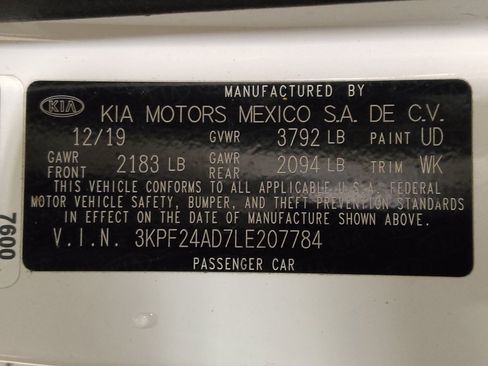 MANUFACTURED BY
KIA KIA MOTORS MEXICO S.A. DE C.V.
12/19 GVWR 3792 LB PAINT UD
GAWR FRONT 2183 LB GAWR REAR 2094 LB TRIM WK
THIS VEHICLE CONFORMS TO ALL APPLICABLE U.S.A. FEDERAL
MOTOR VEHICLE SAFETY, BUMPER, AND THEFT PREVENTION STANDARDS
IN EFFECT ON THE DATE OF MANUFACTURE SHOWN ABOVE.
V.I.N. 3KPF24AD7LE207784
PASSENGER CAR
7600